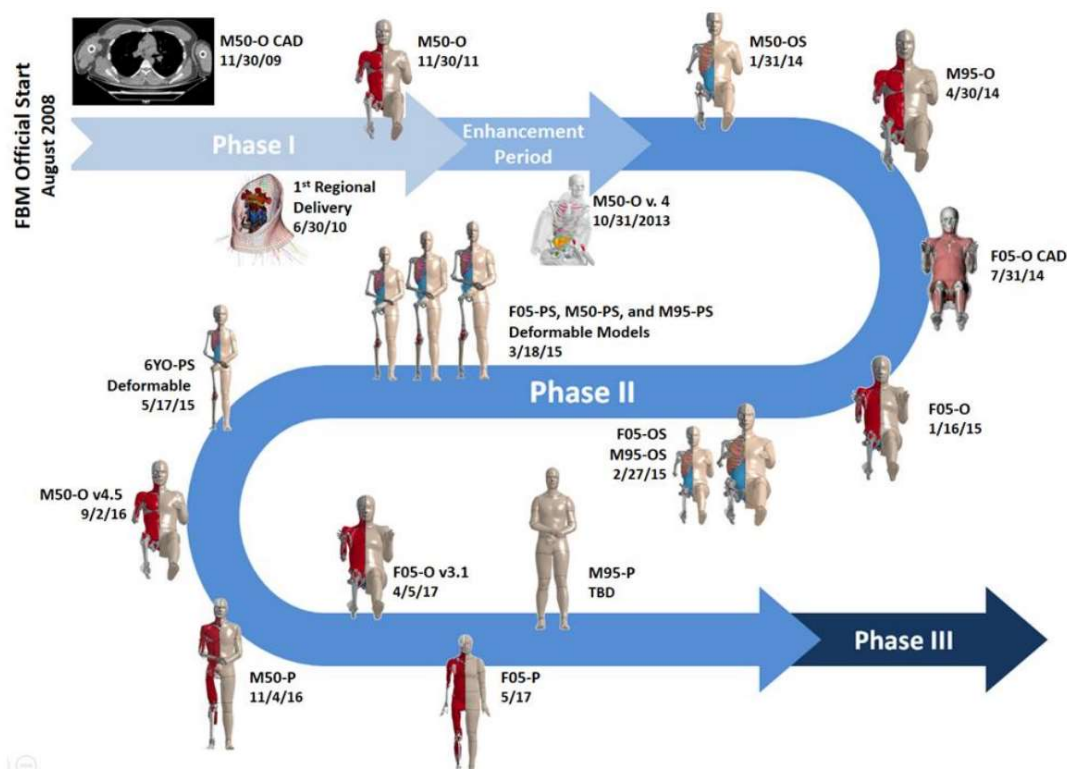 FBM Official Start
August 2008
M50-O CAD
11/30/09
M50-O
11/30/11
M50-OS
1/31/14
M95-O
4/30/14
Phase I
Enhancement
Period
1st Regional
Delivery
6/30/10
M50-O v. 4
10/31/2013
F05-O CAD
7/31/14
F05-PS, M50-PS, and M95-PS
Deformable Models
3/18/15
6YO-PS
Deformable
5/17/15
Phase II
F05-O
1/16/15
F05-OS
M95-OS
2/27/15
M50-O v4.5
9/2/16
F05-O v3.1
4/5/17
M95-P
TBD
Phase III
M50-P
11/4/16
F05-P
5/17